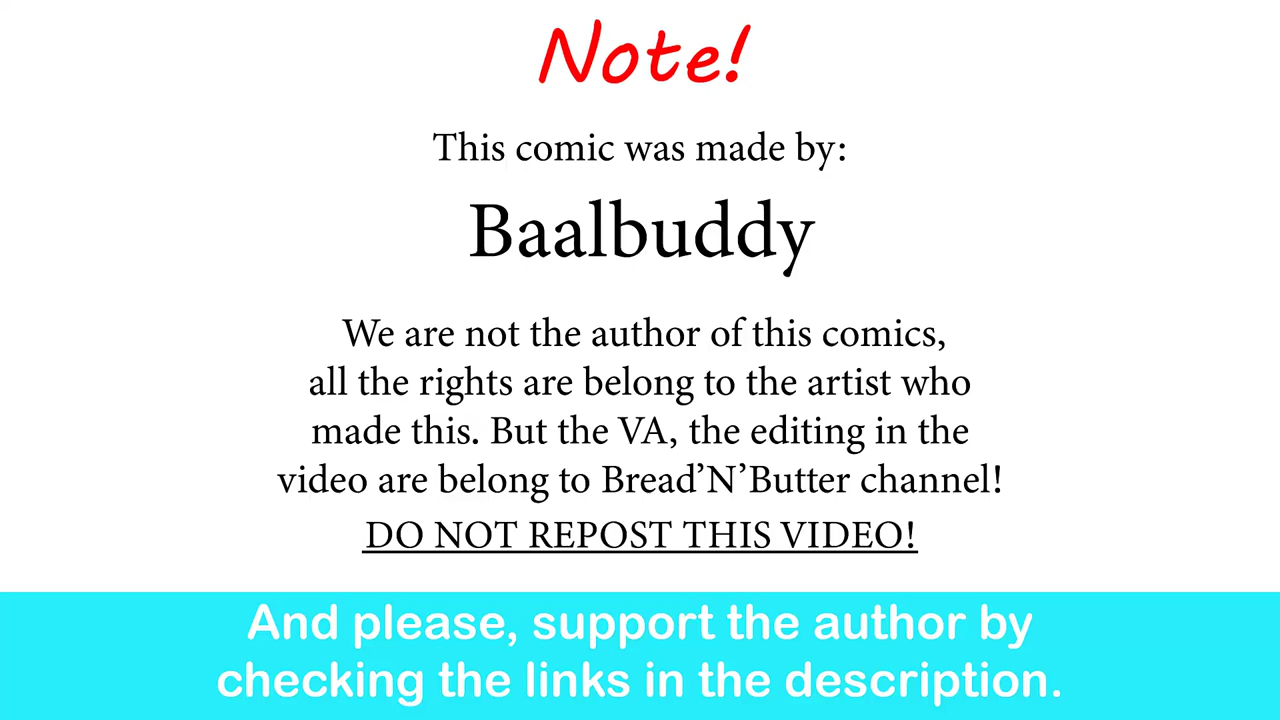 Note!
This comic was made by:
Baalbuddy
We are not the author of this comics,
all the rights are belong to the artist who
made this. But the VA, the editing in the
video are belong to Bread’N’Butter channel!
DO NOT REPOST THIS VIDEO!
And please, support the author by
checking the links in the description.